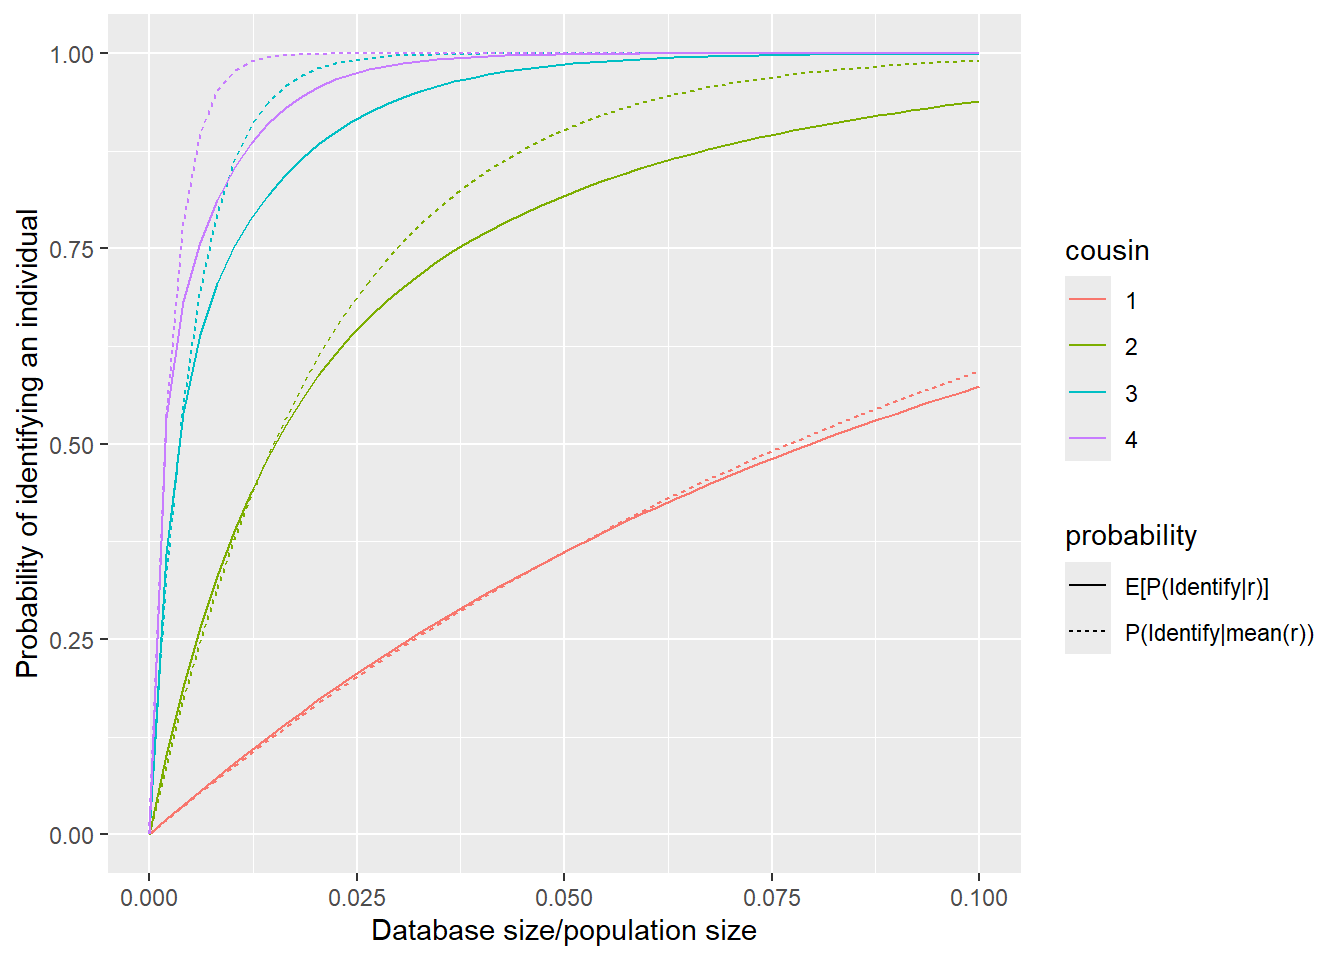 1.00
0.75
0.50
0.25
0.00
Probability of identifying an individual
0.000
0.025
0.050
0.075
0.100
Database size/population size
cousin
1
2
3
4
probability
E[P(Identify|r)]
P(Identify|mean(r))